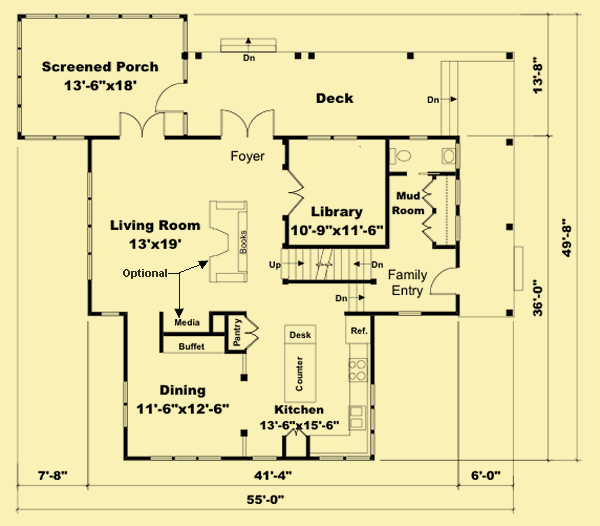 Screened Porch
13'-6"x18'
Dn
Deck
Dn
13'-8"
Foyer
Mud
Room
Library
10'-9"x11'-6"
Living Room
13'x19'
Books
Optional
Up
Dn
Family
Entry
Dn
49'-8"
36'-0"
Media
Pantry
Buffet
Desk
Ref.
Counter
Dining
11'-6"x12'-6"
Kitchen
13'-6"x15'-6"
7'-8"
41'-4"
6'-0"
55'-0"